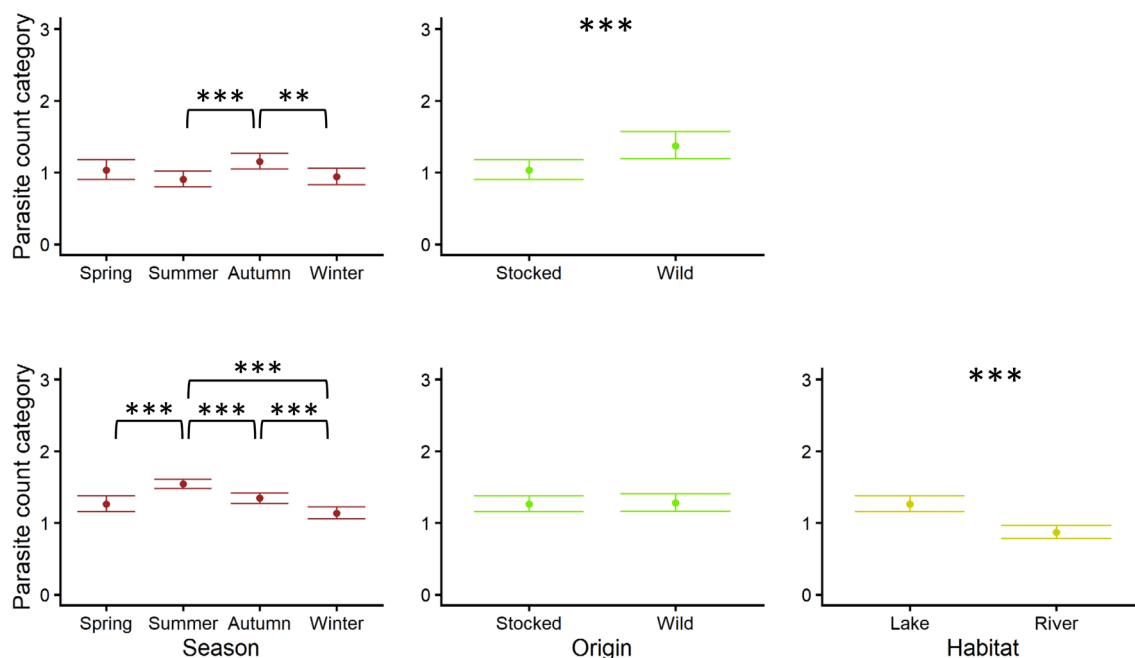 Parasite count category
3
2
1
0
*** **
Spring Summer Autumn Winter
3
2
1
0
***
Stocked Wild
Parasite count category
3
2
1
0
***
*** *** ***
Spring Summer Autumn Winter
Season
3
2
1
0
Stocked Wild
Origin
3
2
1
0
***
Lake River
Habitat